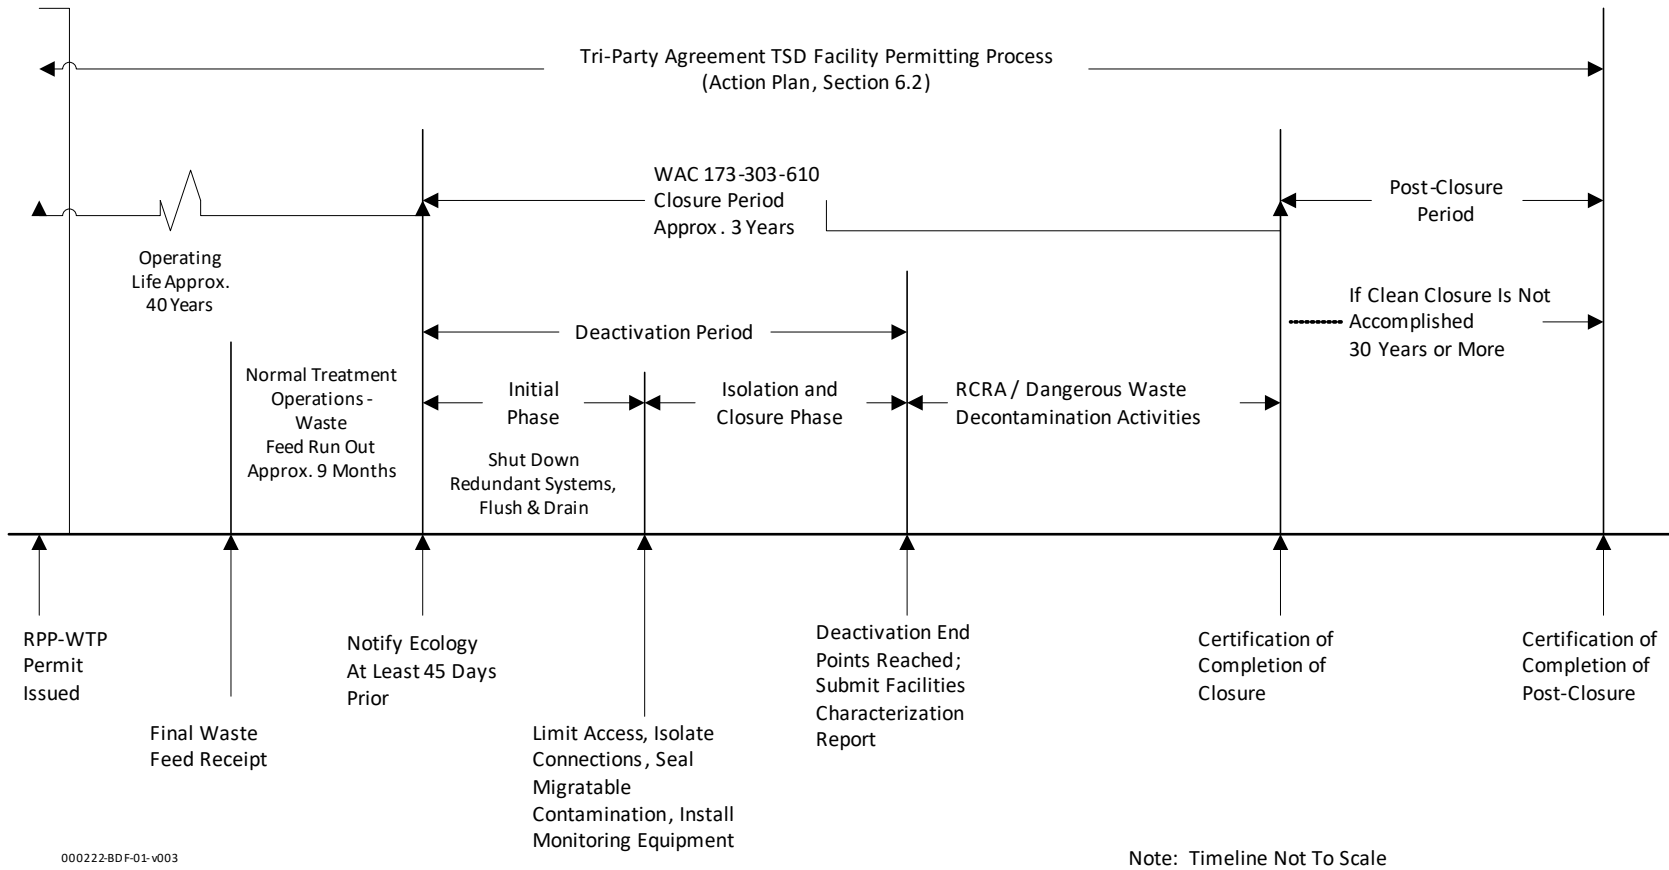 Tri-Party Agreement TSD Facility Permitting Process
(Action Plan, Section 6.2)
WAC 173-303-610
Closure Period
Approx. 3 Years
Post-Closure
Period
Operating
Life Approx.
40 Years
If Clean Closure Is Not
Accomplished
30 Years or More
Deactivation Period
Normal Treatment
Operations -
Waste
Feed Run Out
Approx. 9 Months
Initial
Phase
Isolation and
Closure Phase
RCRA / Dangerous Waste
Decontamination Activities
Shut Down
Redundant Systems,
Flush & Drain
RPP-WTP
Permit
Issued
Final Waste
Feed Receipt
Notify Ecology
At Least 45 Days
Prior
Limit Access, Isolate
Connections, Seal
Migratable
Contamination, Install
Monitoring Equipment
Deactivation End
Points Reached;
Submit Facilities
Characterization
Report
Certification of
Completion of
Closure
Certification of
Completion of
Post-Closure
000222-BDF-01-v003
Note: Timeline Not To Scale